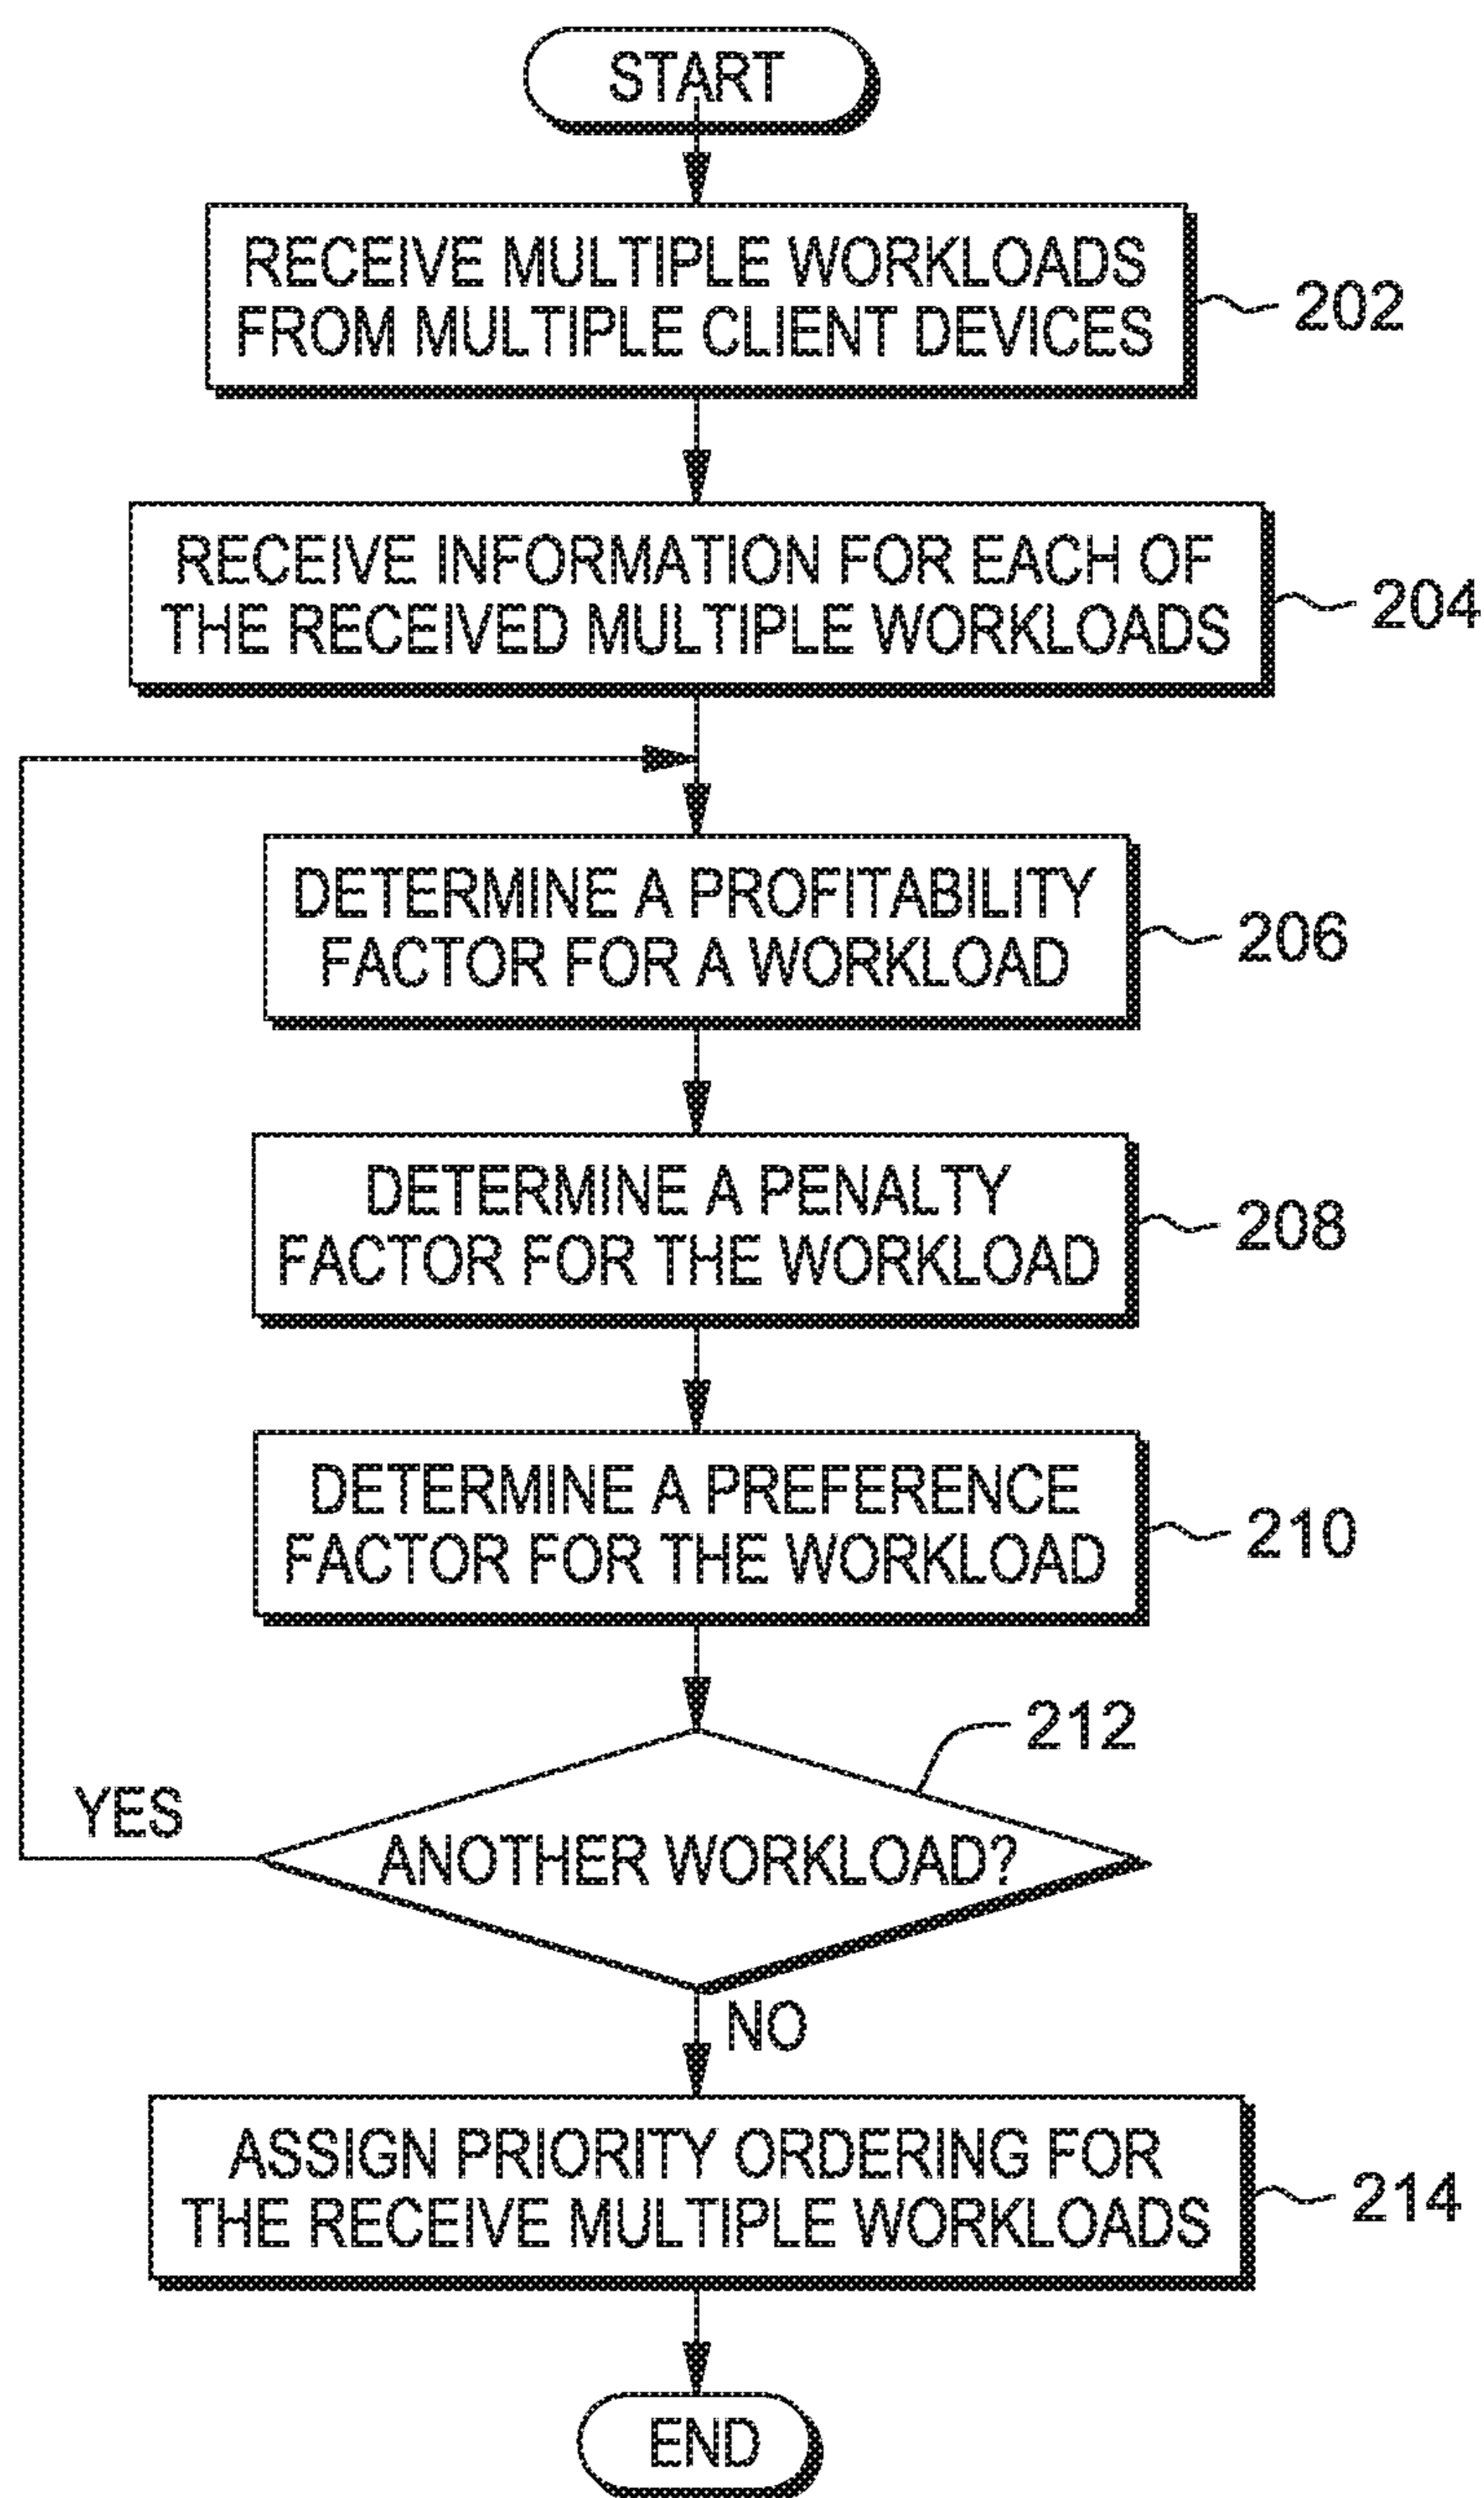 START
RECEIVE MULTIPLE WORKLOADS
FROM MULTIPLE CLIENT DEVICES
202
RECEIVE INFORMATION FOR EACH OF
THE RECEIVED MULTIPLE WORKLOADS
204
DETERMINE A PROFITABILITY
FACTOR FOR A WORKLOAD
206
DETERMINE A PENALTY
FACTOR FOR THE WORKLOAD
208
DETERMINE A PREFERENCE
FACTOR FOR THE WORKLOAD
210
212
YES
ANOTHER WORKLOAD?
NO
ASSIGN PRIORITY ORDERING FOR
THE RECEIVE MULTIPLE WORKLOADS
214
END